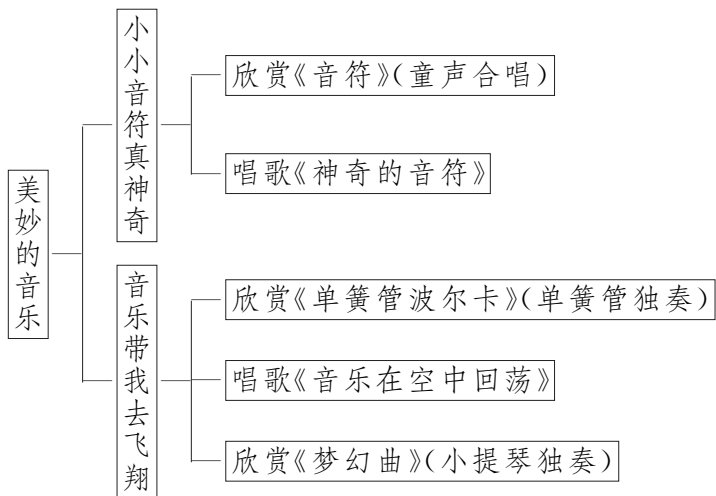 美妙的音乐
小小音符真神奇
欣赏《音符》(童声合唱)
唱歌《神奇的音符》
音乐带我去飞翔
欣赏《单簧管波尔卡》(单簧管独奏)
唱歌《音乐在空中回荡》
欣赏《梦幻曲》(小提琴独奏)